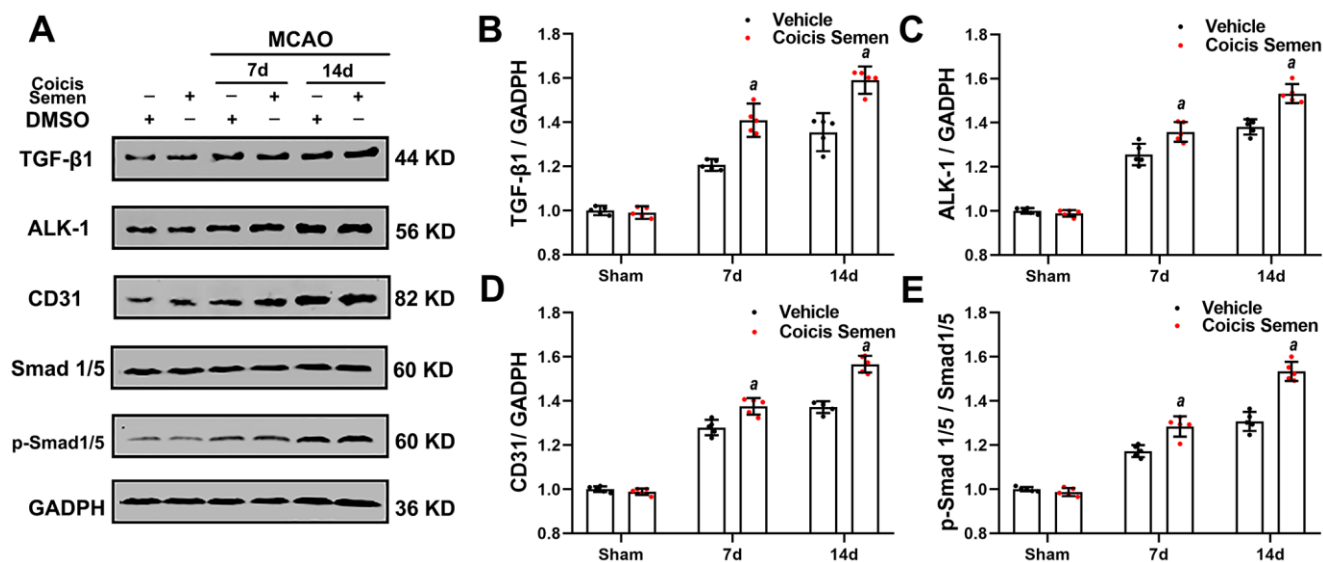 A
MCAO
7d 14d
Coicis
Semen
– + – + – +
DMSO
+ – + – + –
TGF-β1 44 KD
ALK-1 56 KD
CD31 82 KD
Smad 1/5 60 KD
p-Smad1/5 60 KD
GADPH 36 KD
B
Vehicle
Coicis Semen
TGF-β1 / GADPH
1.8
1.6
1.4
1.2
1.0
0.8
a
a
Sham 7d 14d
C
Vehicle
Coicis Semen
ALK-1 / GADPH
1.8
1.6
1.4
1.2
1.0
0.8
a
a
Sham 7d 14d
D
Vehicle
Coicis Semen
CD31/ GADPH
1.8
1.6
1.4
1.2
1.0
0.8
a
a
Sham 7d 14d
E
Vehicle
Coicis Semen
p-Smad 1/5 / Smad1/5
1.8
1.6
1.4
1.2
1.0
0.8
a
a
Sham 7d 14d